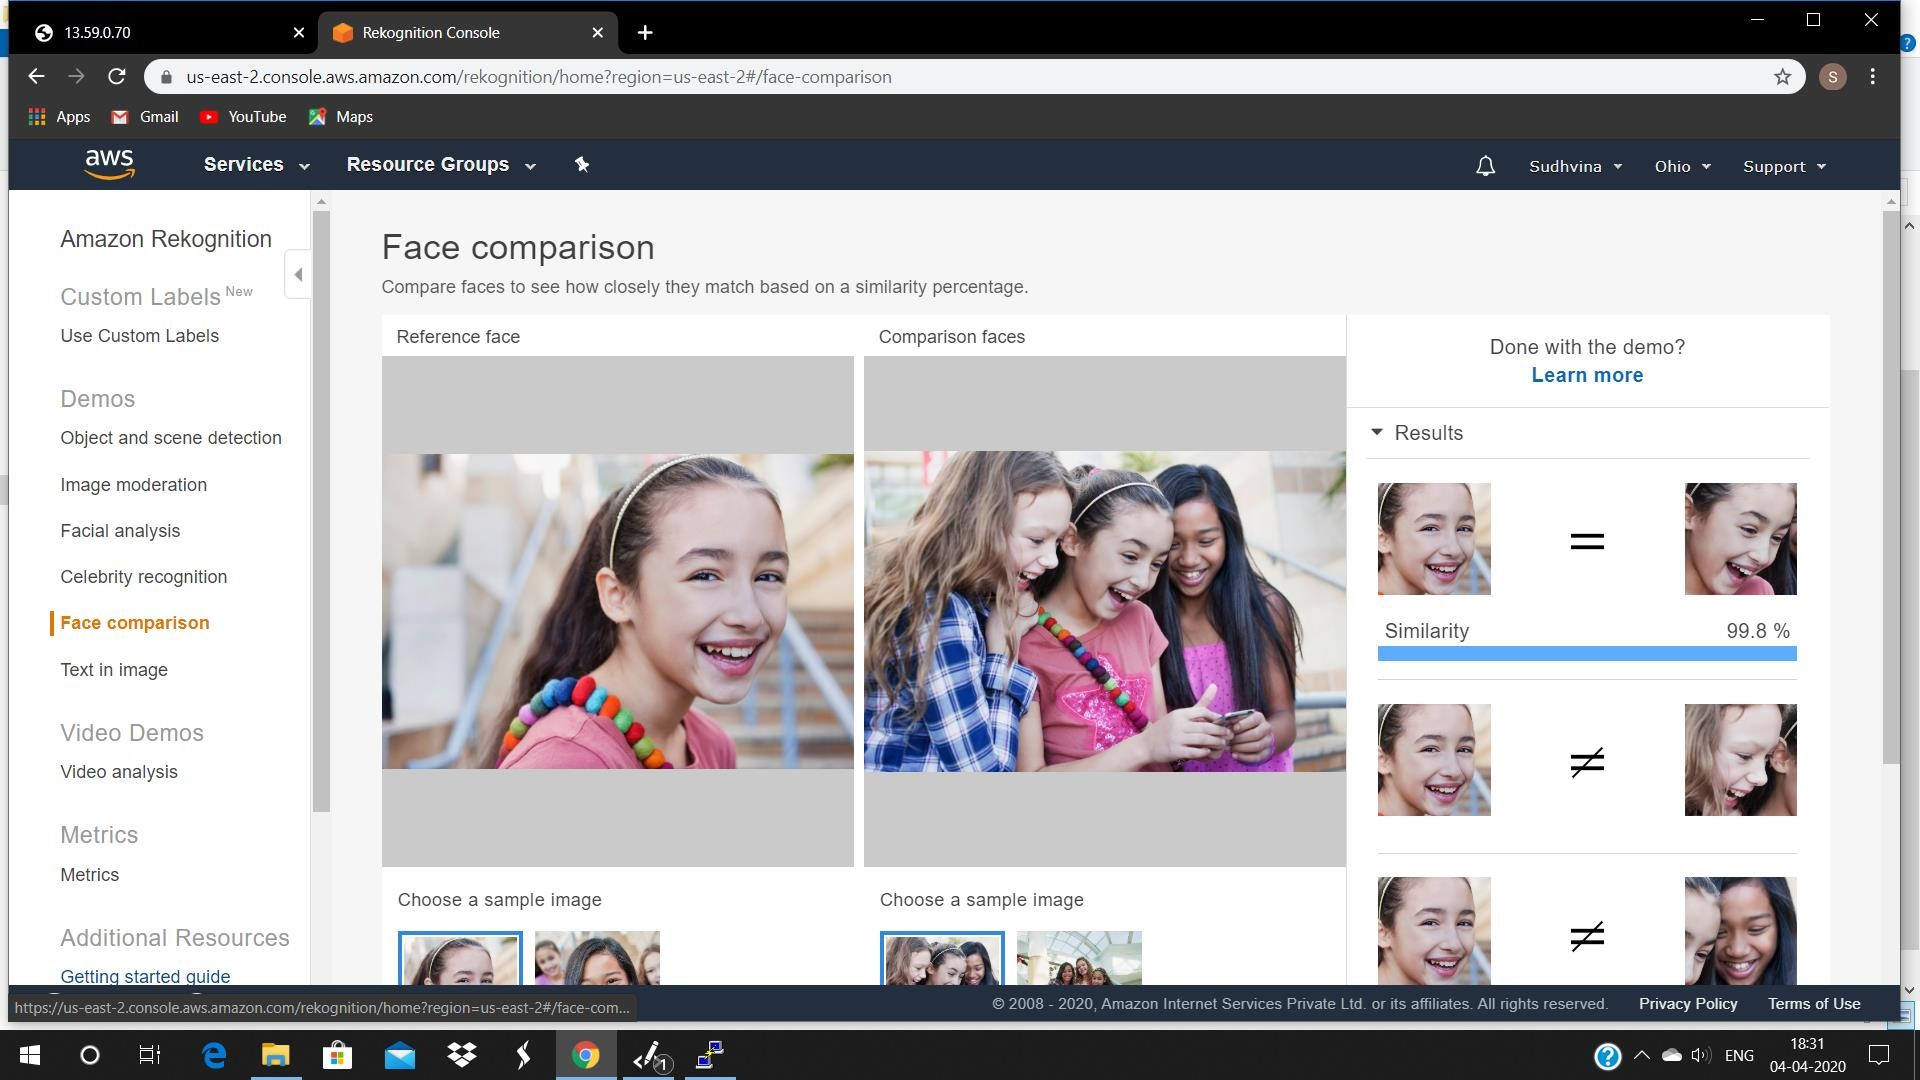 13.59.0.70
Rekognition Console
us-east-2.console.aws.amazon.com/rekognition/home?region=us-east-2#/face-comparison
S
Apps
Gmail
YouTube
Maps
aws
Services
Resource Groups
Sudhvina
Ohio
Support
Amazon Rekognition
Custom Labels New
Use Custom Labels
Demos
Object and scene detection
Image moderation
Facial analysis
Celebrity recognition
Face comparison
Text in image
Video Demos
Video analysis
Metrics
Metrics
Additional Resources
Getting started guide
Face comparison
Compare faces to see how closely they match based on a similarity percentage.
Reference face
Comparison faces
Choose a sample image
Choose a sample image
Done with the demo?
Learn more
Results
=
Similarity 99.8 %
≠
≠
https://us-east-2.console.aws.amazon.com/rekognition/home?region=us-east-2#/face-com...
© 2008 - 2020, Amazon Internet Services Private Ltd. or its affiliates. All rights reserved.
Privacy Policy
Terms of Use
1
ENG
18:31
04-04-2020